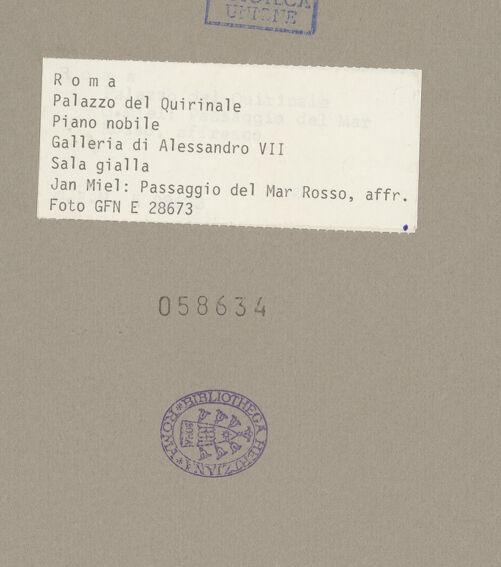 R o m a
Palazzo del Quirinale
Piano nobile
Galleria di Alessandro VII
Sala gialla
Jan Miel: Passaggio del Mar Rosso, affr.
Foto GFN E 28673
058634
BIBLIOTHECA HERTZIANA ROMA